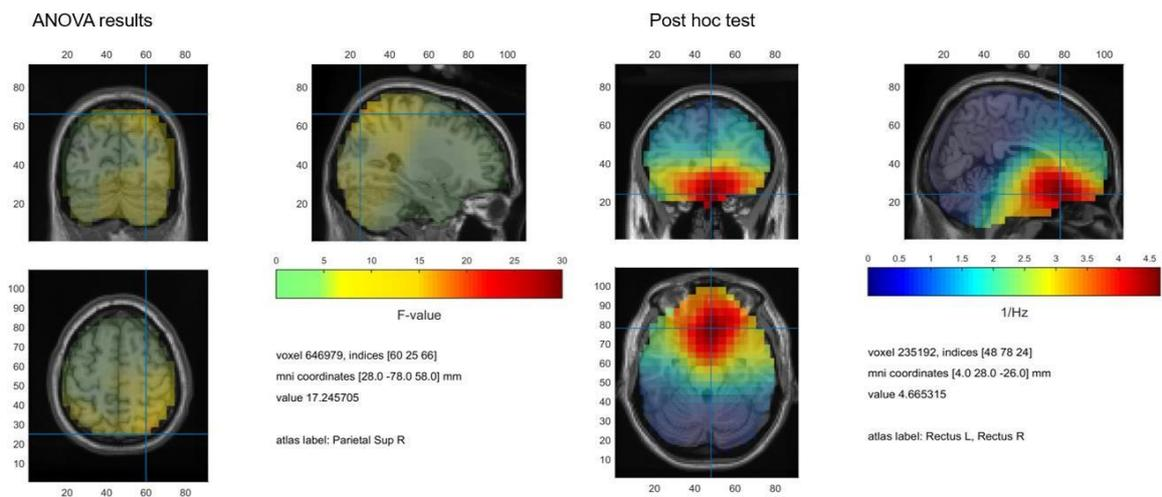 ANOVA results
Post hoc test
20 40 60 80
20 40 60 80 100
20 40 60 80
20 40 60 80 100
80
60
40
20
80
60
40
20
80
60
40
20
80
60
40
20
0 5 10 15 20 25 30
F-value
0 0.5 1 1.5 2 2.5 3 3.5 4 4.5
1/Hz
100
90
80
70
60
50
40
30
20
10
20 40 60 80
voxel 646979, indices [60 25 66]
mni coordinates [28.0 -78.0 58.0] mm
value 17.245705
atlas label: Parietal Sup R
100
90
80
70
60
50
40
30
20
10
20 40 60 80
voxel 235192, indices [48 78 24]
mni coordinates [4.0 28.0 -26.0] mm
value 4.665315
atlas label: Rectus L, Rectus R